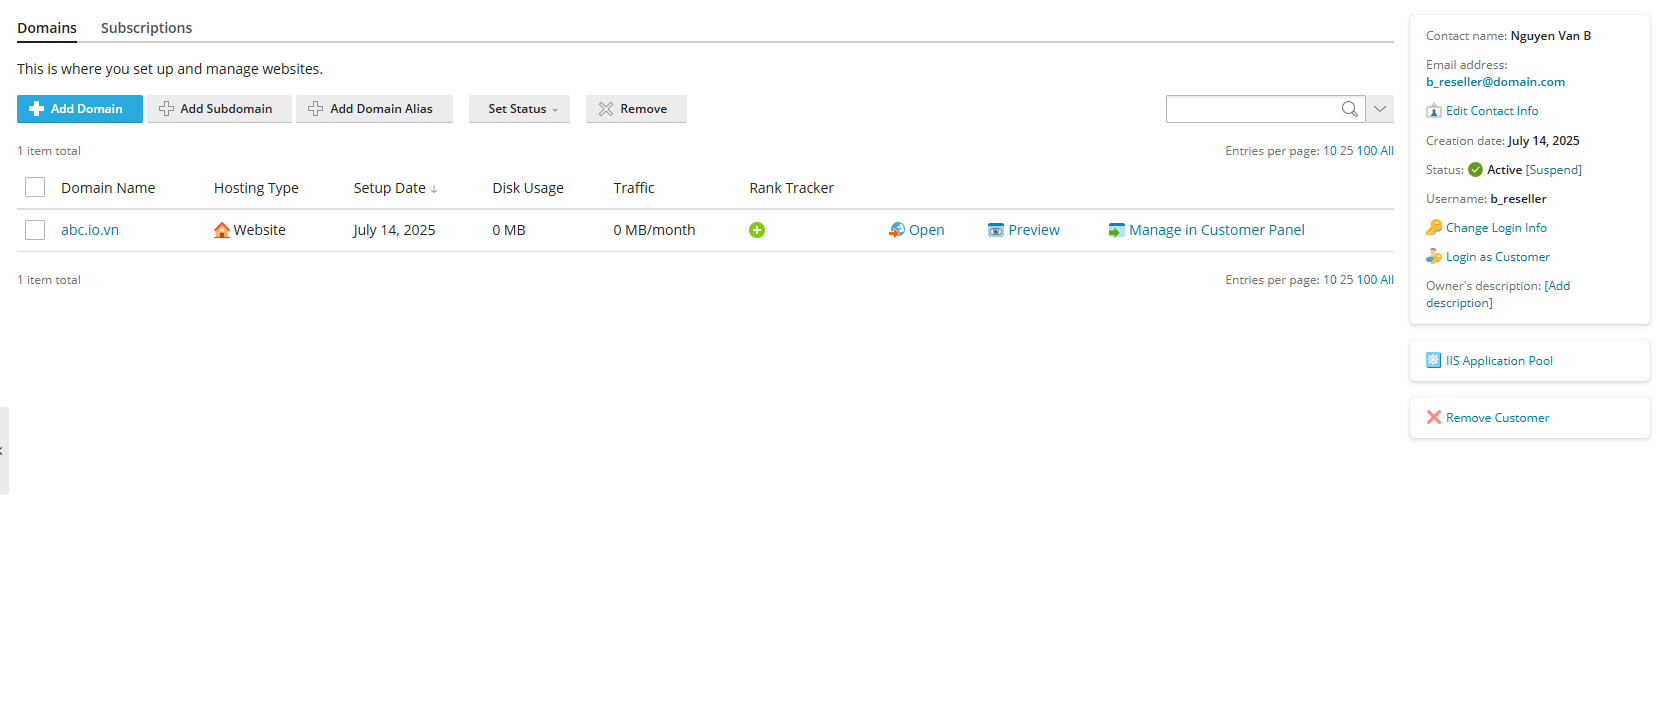 Domains Subscriptions
This is where you set up and manage websites.
Add Domain Add Subdomain Add Domain Alias Set Status Remove
1 item total Entries per page: 10 25 100 All
Domain Name Hosting Type Setup Date Disk Usage Traffic Rank Tracker
abc.io.vn Website July 14, 2025 0 MB 0 MB/month Open Preview Manage in Customer Panel
1 item total Entries per page: 10 25 100 All
Contact name: Nguyen Van B
Email address:
b_reseller@domain.com
Edit Contact Info
Creation date: July 14, 2025
Status: Active [Suspend]
Username: b_reseller
Change Login Info
Login as Customer
Owner's description: [Add
description]
IIS Application Pool
Remove Customer